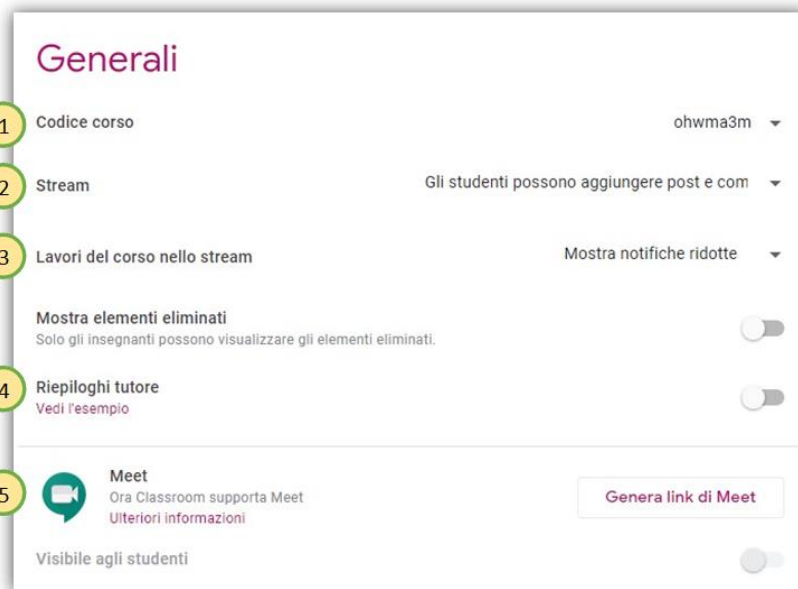 Generali
1 Codice corso ohwma3m
2 Stream Gli studenti possono aggiungere post e com
3 Lavori del corso nello stream Mostra notifiche ridotte
Mostra elementi eliminati
Solo gli insegnanti possono visualizzare gli elementi eliminati.
4 Riepiloghi tutore
Vedi l'esempio
5 Meet
Ora Classroom supporta Meet
Genera link di Meet
Ulteriori informazioni
Visibile agli studenti